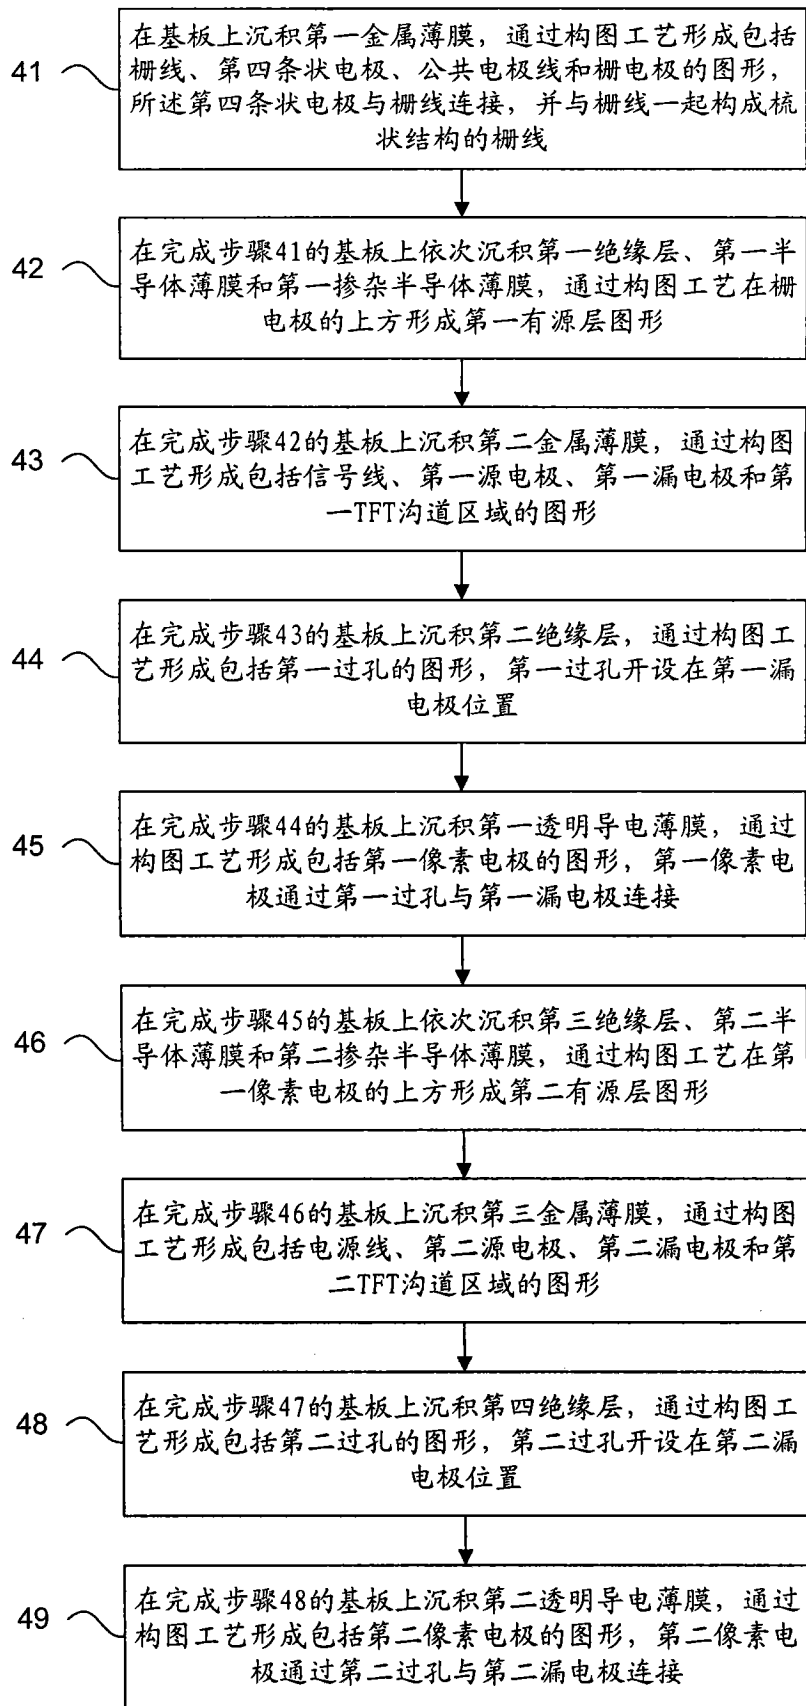 41
在基板上沉积第一金属薄膜，通过构图工艺形成包括
栅线、第四条状电极、公共电极线和栅电极的图形，
所述第四条状电极与栅线连接，并与栅线一起构成梳
状结构的栅线
42
在完成步骤41的基板上依次沉积第一绝缘层、第一半
导体薄膜和第一掺杂半导体薄膜，通过构图工艺在栅
电极的上方形成第一有源层图形
43
在完成步骤42的基板上沉积第二金属薄膜，通过构图
工艺形成包括信号线、第一源电极、第一漏电极和第
一TFT沟道区域的图形
44
在完成步骤43的基板上沉积第二绝缘层，通过构图工
艺形成包括第一过孔的图形，第一过孔开设在第一漏
电极位置
45
在完成步骤44的基板上沉积第一透明导电薄膜，通过
构图工艺形成包括第一像素电极的图形，第一像素电
极通过第一过孔与第一漏电极连接
46
在完成步骤45的基板上依次沉积第三绝缘层、第二半
导体薄膜和第二掺杂半导体薄膜，通过构图工艺在第
一像素电极的上方形成第二有源层图形
47
在完成步骤46的基板上沉积第三金属薄膜，通过构图
工艺形成包括电源线、第二源电极、第二漏电极和第
二TFT沟道区域的图形
48
在完成步骤47的基板上沉积第四绝缘层，通过构图工
艺形成包括第二过孔的图形，第二过孔开设在第二漏
电极位置
49
在完成步骤48的基板上沉积第二透明导电薄膜，通过
构图工艺形成包括第二像素电极的图形，第二像素电
极通过第二过孔与第二漏电极连接